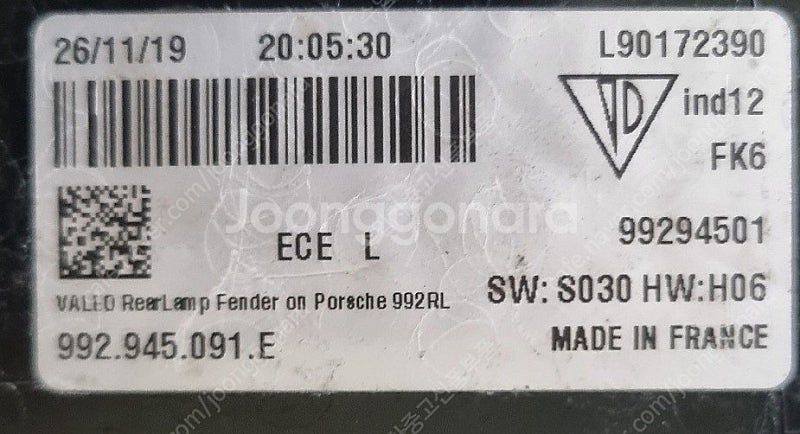 26/11/19 20:05:30 L90172390
VD ind12
FK6
Joonggonara
99294501
ECE L
SW: S030 HW:H06
VALEO RearLamp Fender on Porsche 992RL
992.945.091.E
MADE IN FRANCE